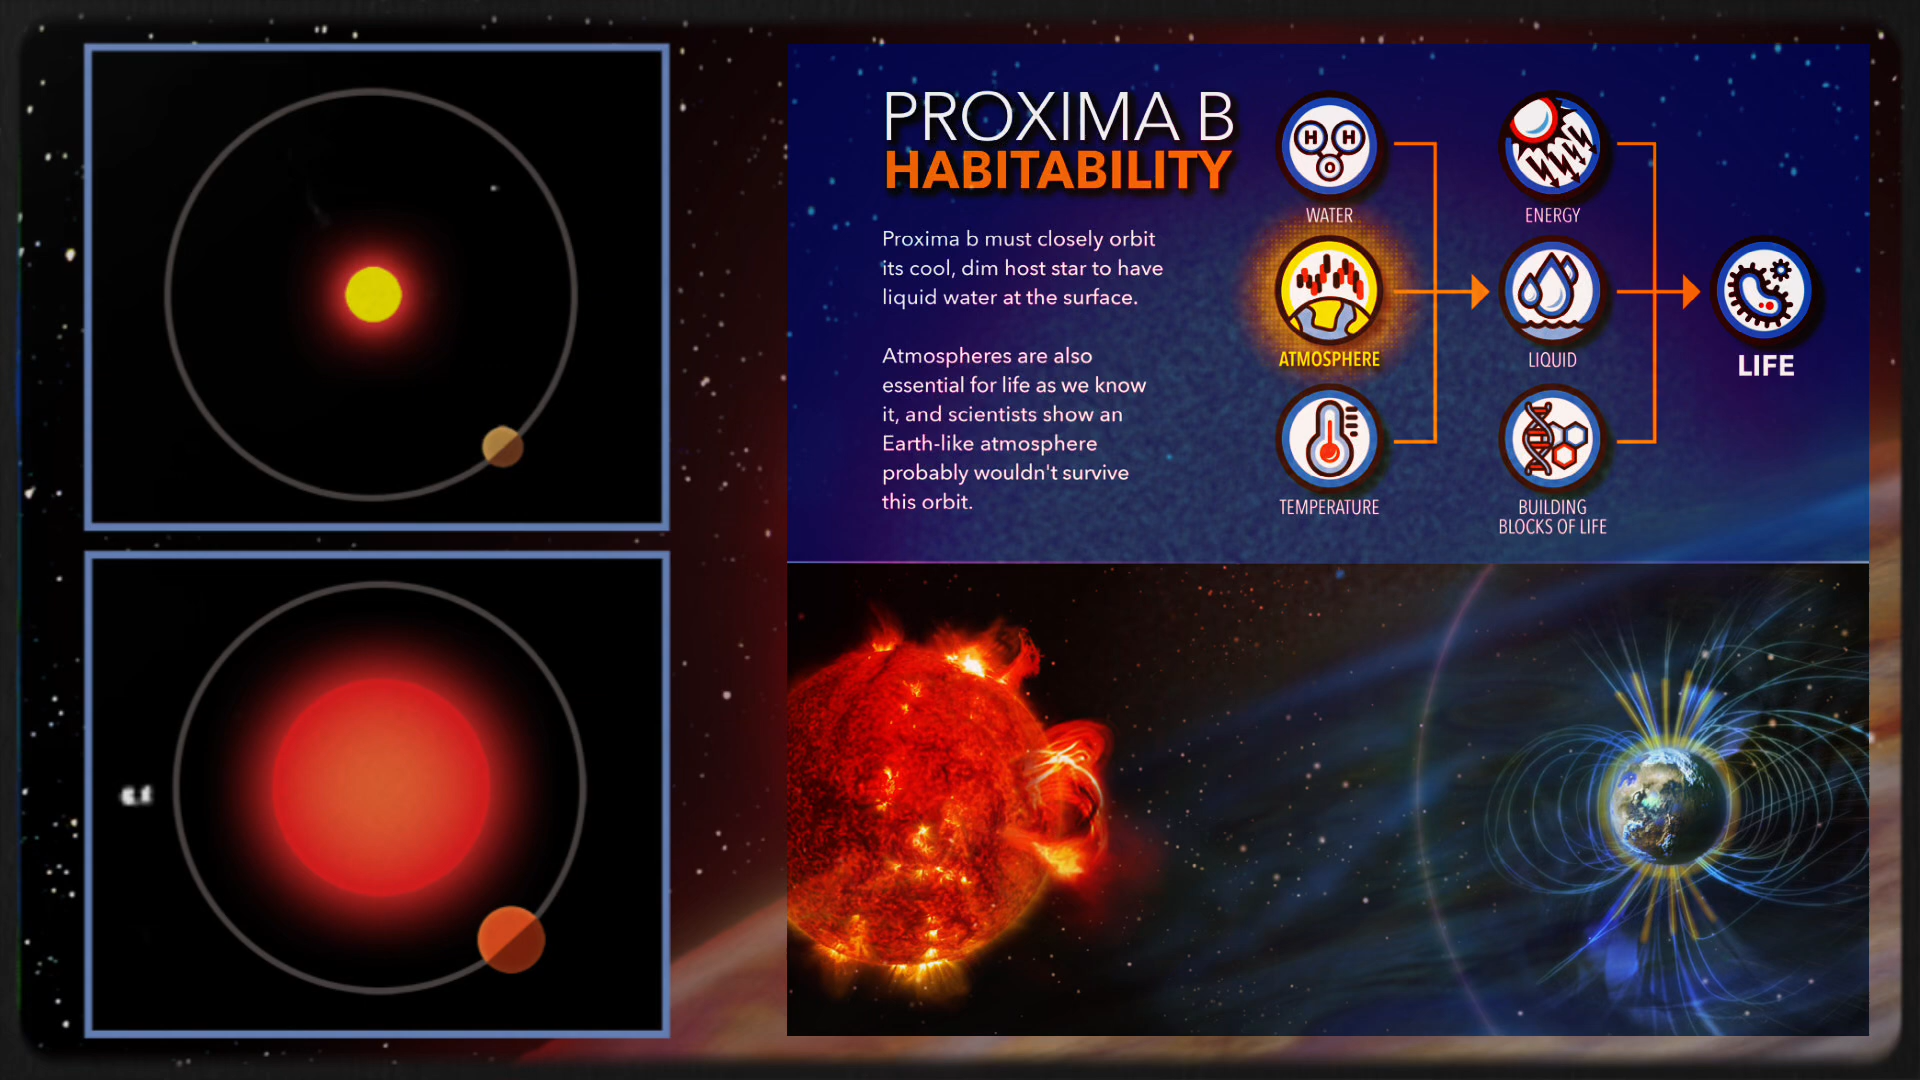 PROXIMA B
HABITABILITY
Proxima b must closely orbit
its cool, dim host star to have
liquid water at the surface.
Atmospheres are also
essential for life as we know
it, and scientists show an
Earth-like atmosphere
probably wouldn't survive
this orbit.
H H
O
WATER
ATMOSPHERE
TEMPERATURE
ENERGY
LIQUID
BUILDING
BLOCKS OF LIFE
LIFE